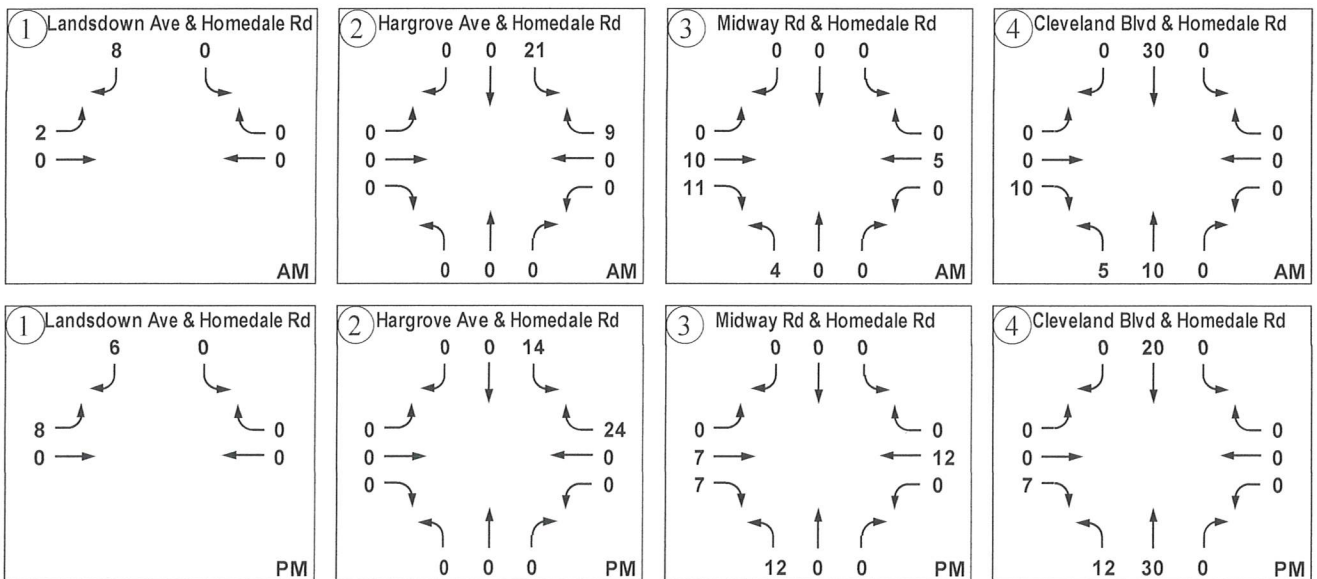 1 Landsdown Ave & Homedale Rd
8 0
2 0
0 0
AM
2 Hargrove Ave & Homedale Rd
0 0 21
0 9
0 0
0 0
0 0 0 AM
3 Midway Rd & Homedale Rd
0 0 0
0 0
10 5
11 0
4 0 0 AM
4 Cleveland Blvd & Homedale Rd
0 30 0
0 0
0 0
10 0
5 10 0 AM
1 Landsdown Ave & Homedale Rd
6 0
8 0
0 0
PM
2 Hargrove Ave & Homedale Rd
0 0 14
0 24
0 0
0 0
0 0 0 PM
3 Midway Rd & Homedale Rd
0 0 0
0 0
7 12
7 0
12 0 0 PM
4 Cleveland Blvd & Homedale Rd
0 20 0
0 0
0 0
7 0
12 30 0 PM